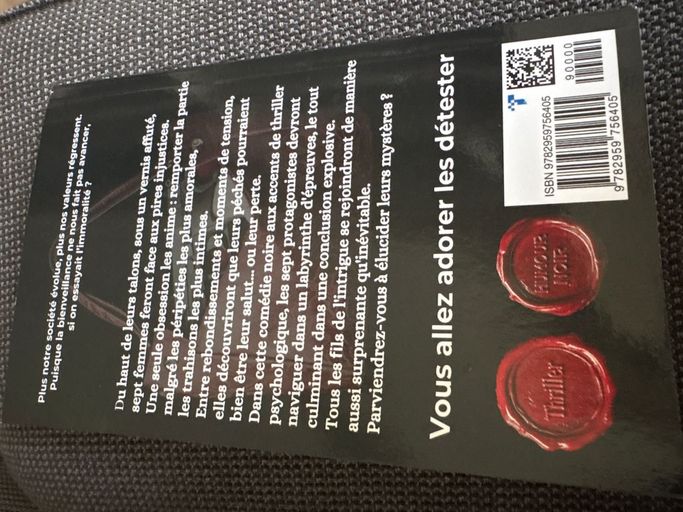 Plus notre société évolue, plus nos valeurs régressent.
Puisque la bienveillance ne nous fait pas avancer,
si on essayait l'immoralité ?
Du haut de leurs talons, sous un vernis affûté,
sept femmes feront face aux pires injustices.
Une seule obsession les anime : remporter la partie
malgré les péripéties les plus amorales,
les trahisons les plus intimes.
Entre rebondissements et moments de tension,
elles découvriront que leurs péchés pourraient
bien être leur salut... ou leur perte.
Dans cette comédie noire aux accents de thriller
psychologique, les sept protagonistes devront
naviguer dans un labyrinthe d'épreuves, le tout
culminant dans une conclusion explosive.
Tous les fils de l'intrigue se rejoindront de manière
aussi surprenante qu'inévitable.
Parviendrez-vous à élucider leurs mystères ?
Vous allez adorer les détester
Thriller
HUMOUR
NOIR
ISBN 9782959756405
90000
9782959756405